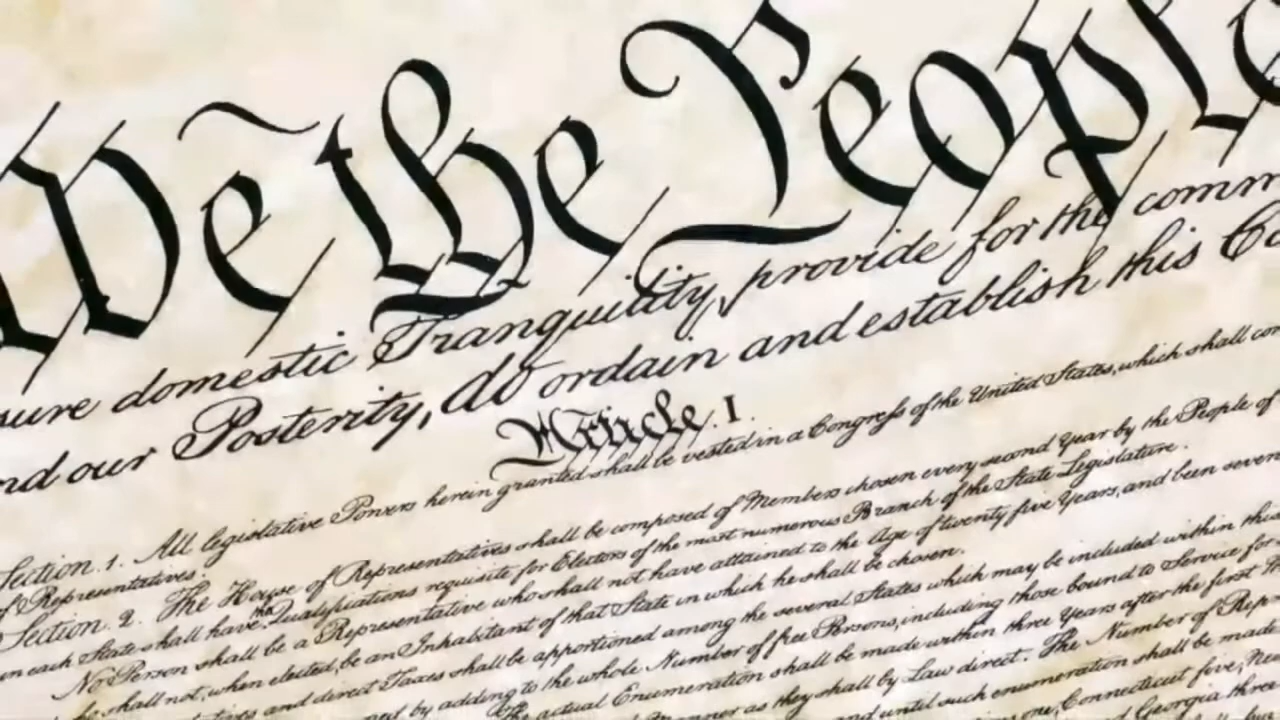 We the People
sure domestic Tranquility, provide for the comm
nd our Posterity, do ordain and establish this Co
Article. I.
Section. 1. All legislative Powers herein granted shall be vested in a Congress of the United States, which shall con
of Representatives.
Section. 2. The House of Representatives shall be composed of Members chosen every second Year by the People of
in each State shall have the Qualifications requisite for Electors of the most numerous Branch of the State Legislature.
No Person shall be a Representative who shall not have attained to the Age of twenty five Years, and been seven
he shall not, when elected, be an Inhabitant of that State in which he shall be chosen.
tatives and direct Taxes shall be apportioned among the several States which may be included within this
by adding to the whole Number of free Persons, including those bound to Service for
the actual Enumeration shall be made within three Years after the first
Manner as they shall by Law direct. The Number of Rep
and until such enumeration shall be made
one, Connecticut five, New
Georgia three